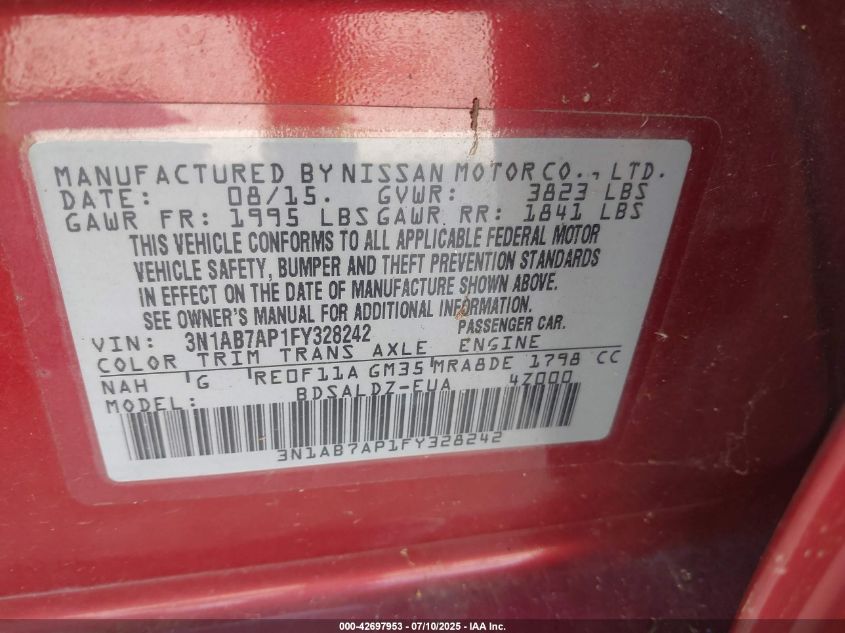 MANUFACTURED BY NISSAN MOTOR CO., LTD.
DATE: 08/15. GVWR: 3823 LBS
GAWR FR: 1995 LBS GAWR RR: 1841 LBS
THIS VEHICLE CONFORMS TO ALL APPLICABLE FEDERAL MOTOR
VEHICLE SAFETY, BUMPER AND THEFT PREVENTION STANDARDS
IN EFFECT ON THE DATE OF MANUFACTURE SHOWN ABOVE.
SEE OWNER'S MANUAL FOR ADDITIONAL INFORMATION.
VIN: 3N1AB7AP1FY328242 PASSENGER CAR.
COLOR TRIM TRANS AXLE ENGINE
NAH G RE0F11A GM35 MRA8DE 1798 CC
MODEL: BDSALDZ-EUA 4Z000
3N1AB7AP1FY328242
000-42697953 — 07/10/2025 — IAA Inc.